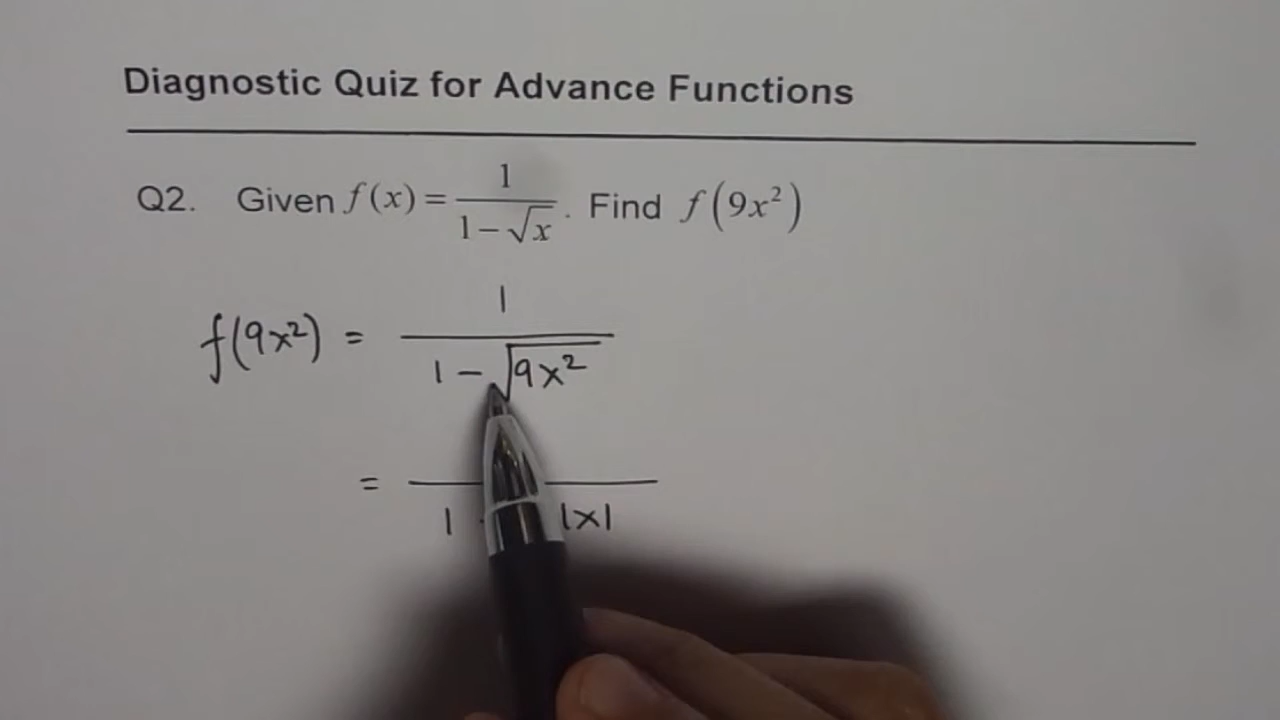 Diagnostic Quiz for Advance Functions
Q2. Given f(x) = 1/(1−√x). Find f(9x²)
f(9x²) = 1/(1 − √(9x²))
= /(1 |x|)